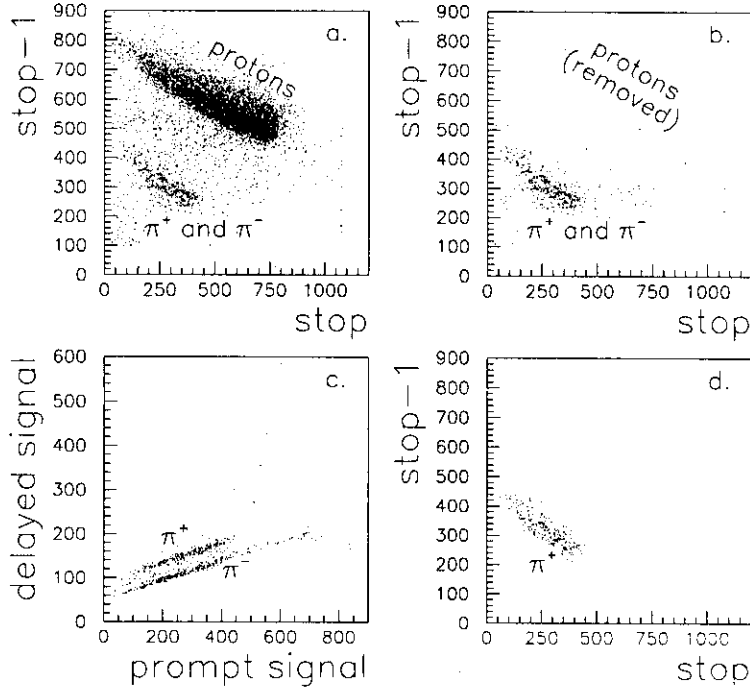 a.
stop-1
900
800
700
600
500
400
300
200
100
0
protons
π⁺ and π⁻
0 250 500 750 1000
stop
b.
stop-1
900
800
700
600
500
400
300
200
100
0
protons
(removed)
π⁺ and π⁻
0 250 500 750 1000
stop
c.
delayed signal
600
500
400
300
200
100
0
π⁺
π⁻
0 200 400 600 800
prompt signal
d.
stop-1
900
800
700
600
500
400
300
200
100
0
π⁺
0 250 500 750 1000
stop